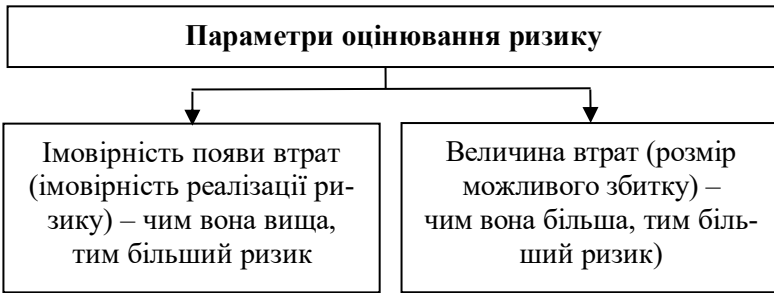 Параметри оцінювання ризику
Імовірність появи втрат
(імовірність реалізації ри-
зику) – чим вона вища,
тим більший ризик
Величина втрат (розмір
можливого збитку) –
чим вона більша, тим біль-
ший ризик)